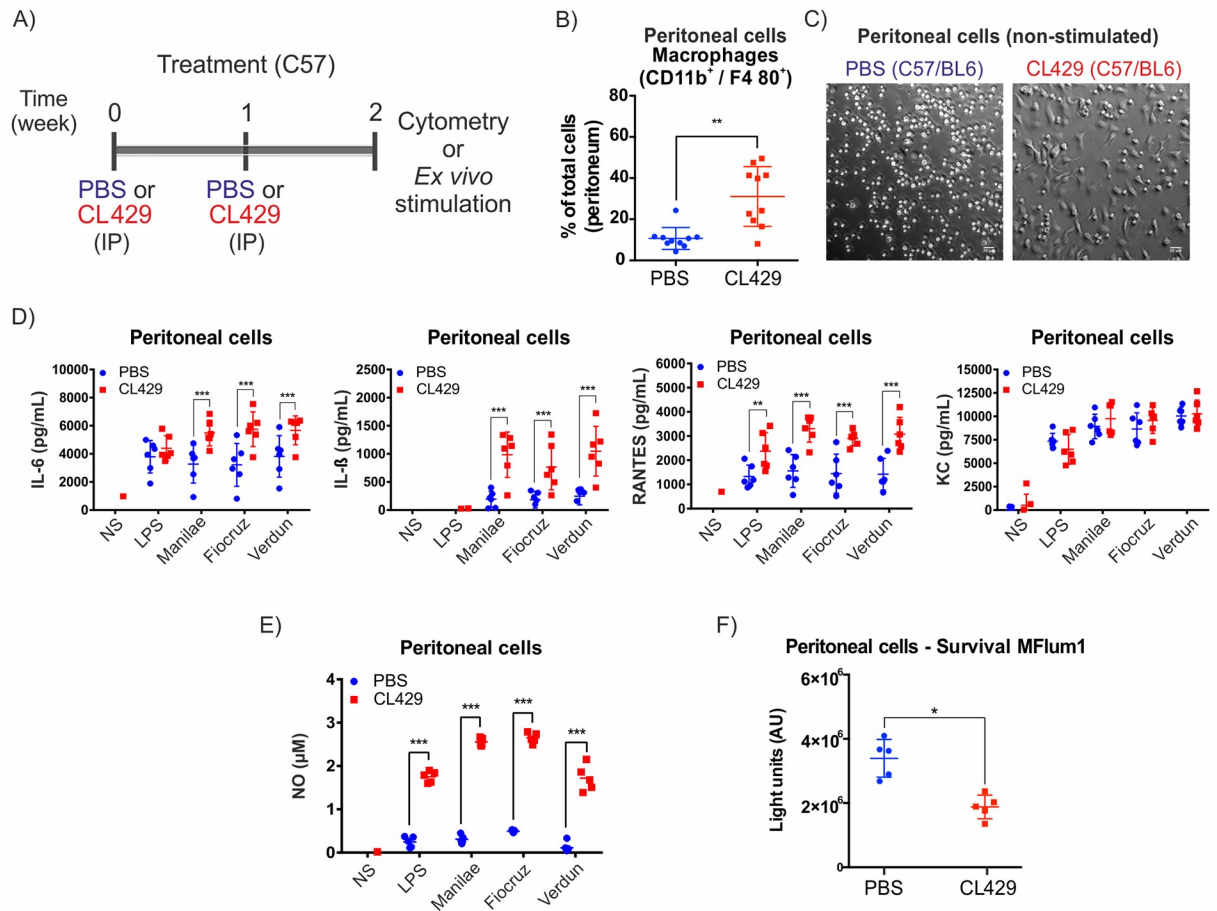 A)
Treatment (C57)
Time
(week)
0
1
2
PBS or
CL429
(IP)
PBS or
CL429
(IP)
Cytometry
or
Ex vivo
stimulation
B)
Peritoneal cells
Macrophages
(CD11b+ / F4 80+)
% of total cells
(peritoneum)
80
60
40
20
0
**
PBS
CL429
C)
Peritoneal cells (non-stimulated)
PBS (C57/BL6)
CL429 (C57/BL6)
D)
Peritoneal cells
IL-6 (pg/mL)
10000
8000
6000
4000
2000
0
PBS
CL429
***
***
***
NS
LPS
Manilae
Fiocruz
Verdun
Peritoneal cells
IL-ß (pg/mL)
2500
2000
1500
1000
500
0
PBS
CL429
***
***
***
NS
LPS
Manilae
Fiocruz
Verdun
Peritoneal cells
RANTES (pg/mL)
6000
5000
4000
3000
2000
1000
0
PBS
CL429
**
***
***
***
NS
LPS
Manilae
Fiocruz
Verdun
Peritoneal cells
KC (pg/mL)
15000
12500
10000
7500
5000
2500
0
PBS
CL429
NS
LPS
Manilae
Fiocruz
Verdun
E)
Peritoneal cells
NO (µM)
4
3
2
1
0
PBS
CL429
***
***
***
***
NS
LPS
Manilae
Fiocruz
Verdun
F)
Peritoneal cells - Survival MFlum1
Light units (AU)
6×10⁶
4×10⁶
2×10⁶
0
*
PBS
CL429